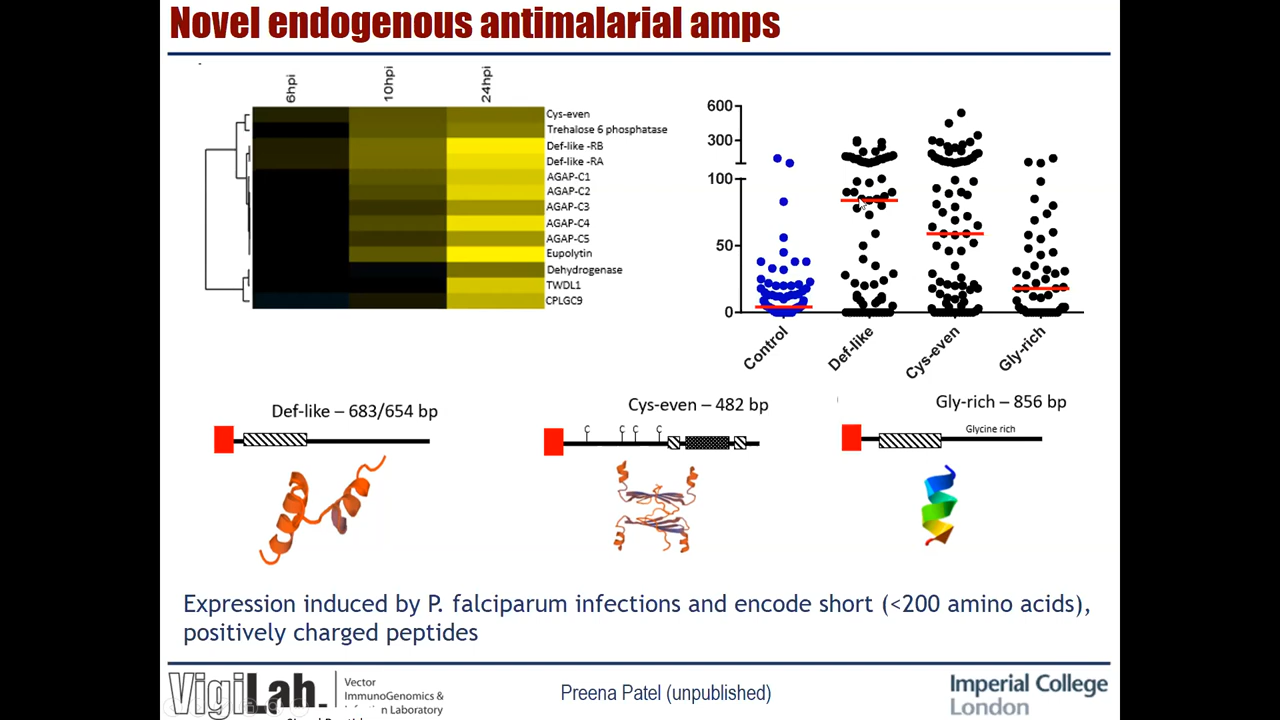 Novel endogenous antimalarial amps
6hpi
10hpi
24hpi
Cys-even
Trehalose 6 phosphatase
Def-like -RB
Def-like -RA
AGAP-C1
AGAP-C2
AGAP-C3
AGAP-C4
AGAP-C5
Eupolytin
Dehydrogenase
TWDL1
CPLGC9
600
300
100
50
0
Control
Def-like
Cys-even
Gly-rich
Def-like – 683/654 bp
Cys-even – 482 bp
C C C C
Gly-rich – 856 bp
Glycine rich
Expression induced by P. falciparum infections and encode short (<200 amino acids),
positively charged peptides
VigiLab.
Vector
ImmunoGenomics &
Infection Laboratory
Preena Patel (unpublished)
Imperial College
London